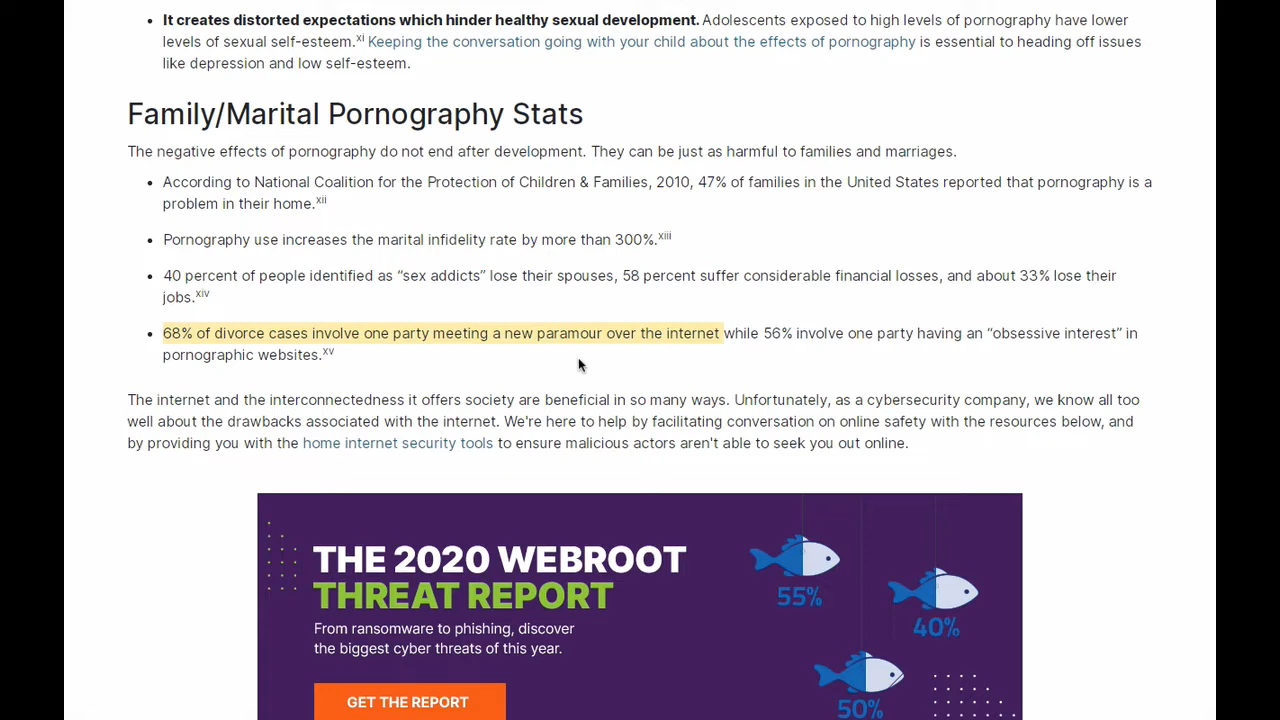 • It creates distorted expectations which hinder healthy sexual development. Adolescents exposed to high levels of pornography have lower
levels of sexual self-esteem.xi Keeping the conversation going with your child about the effects of pornography is essential to heading off issues
like depression and low self-esteem.
Family/Marital Pornography Stats
The negative effects of pornography do not end after development. They can be just as harmful to families and marriages.
• According to National Coalition for the Protection of Children & Families, 2010, 47% of families in the United States reported that pornography is a
problem in their home.xii
• Pornography use increases the marital infidelity rate by more than 300%.xiii
• 40 percent of people identified as “sex addicts” lose their spouses, 58 percent suffer considerable financial losses, and about 33% lose their
jobs.xiv
• 68% of divorce cases involve one party meeting a new paramour over the internet while 56% involve one party having an “obsessive interest” in
pornographic websites.xv
The internet and the interconnectedness it offers society are beneficial in so many ways. Unfortunately, as a cybersecurity company, we know all too
well about the drawbacks associated with the internet. We're here to help by facilitating conversation on online safety with the resources below, and
by providing you with the home internet security tools to ensure malicious actors aren't able to seek you out online.
THE 2020 WEBROOT
THREAT REPORT
From ransomware to phishing, discover
the biggest cyber threats of this year.
GET THE REPORT
55%
40%
50%